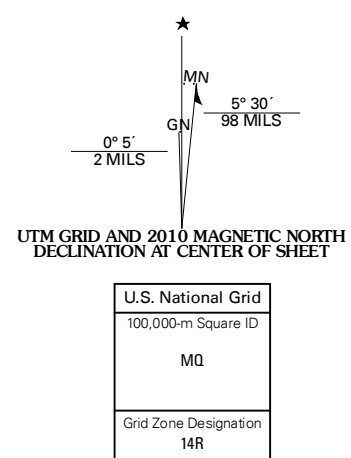 ★
MN
5° 30´
98 MILS
GN
0° 5´
2 MILS
UTM GRID AND 2010 MAGNETIC NORTH
DECLINATION AT CENTER OF SHEET
U.S. National Grid
100,000-m Square ID
MQ
Grid Zone Designation
14R